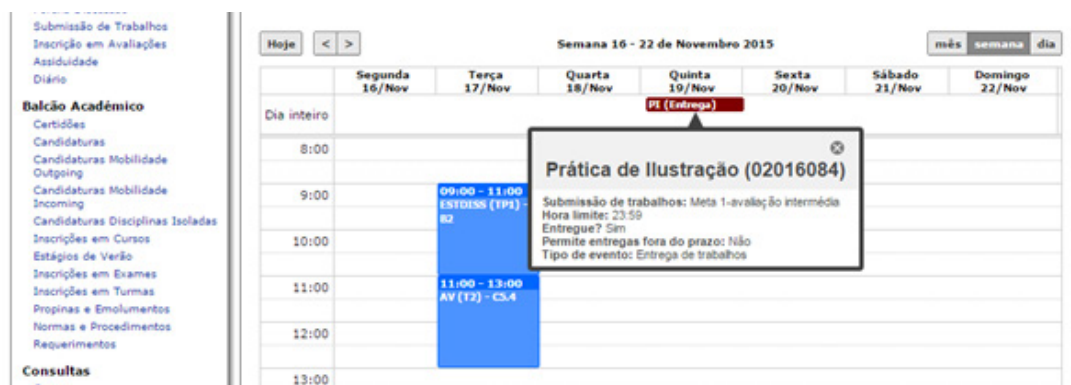 Submissão de Trabalhos
Inscrição em Avaliações
Assiduidade
Diário
Balcão Académico
Certidões
Candidaturas
Candidaturas Mobilidade
Outgoing
Candidaturas Mobilidade
Incoming
Candidaturas Disciplinas Isoladas
Inscrições em Cursos
Estágios de Verão
Inscrições em Exames
Inscrições em Turmas
Propinas e Emolumentos
Normas e Procedimentos
Requerimentos
Consultas
Hoje < > Semana 16 - 22 de Novembro 2015 mês semana dia
Segunda Terça Quarta Quinta Sexta Sábado Domingo
16/Nov 17/Nov 18/Nov 19/Nov 20/Nov 21/Nov 22/Nov
Dia inteiro PI (Entrega)
8:00
9:00
10:00
11:00
12:00
13:00
09:00 - 11:00
ESTDISS (TP1) -
B2
11:00 - 13:00
AV (T2) - C5.4
Prática de Ilustração (02016084)
Submissão de trabalhos: Meta 1-avaliação intermédia
Hora limite: 23:59
Entregue? Sim
Permite entregas fora do prazo: Não
Tipo de evento: Entrega de trabalhos